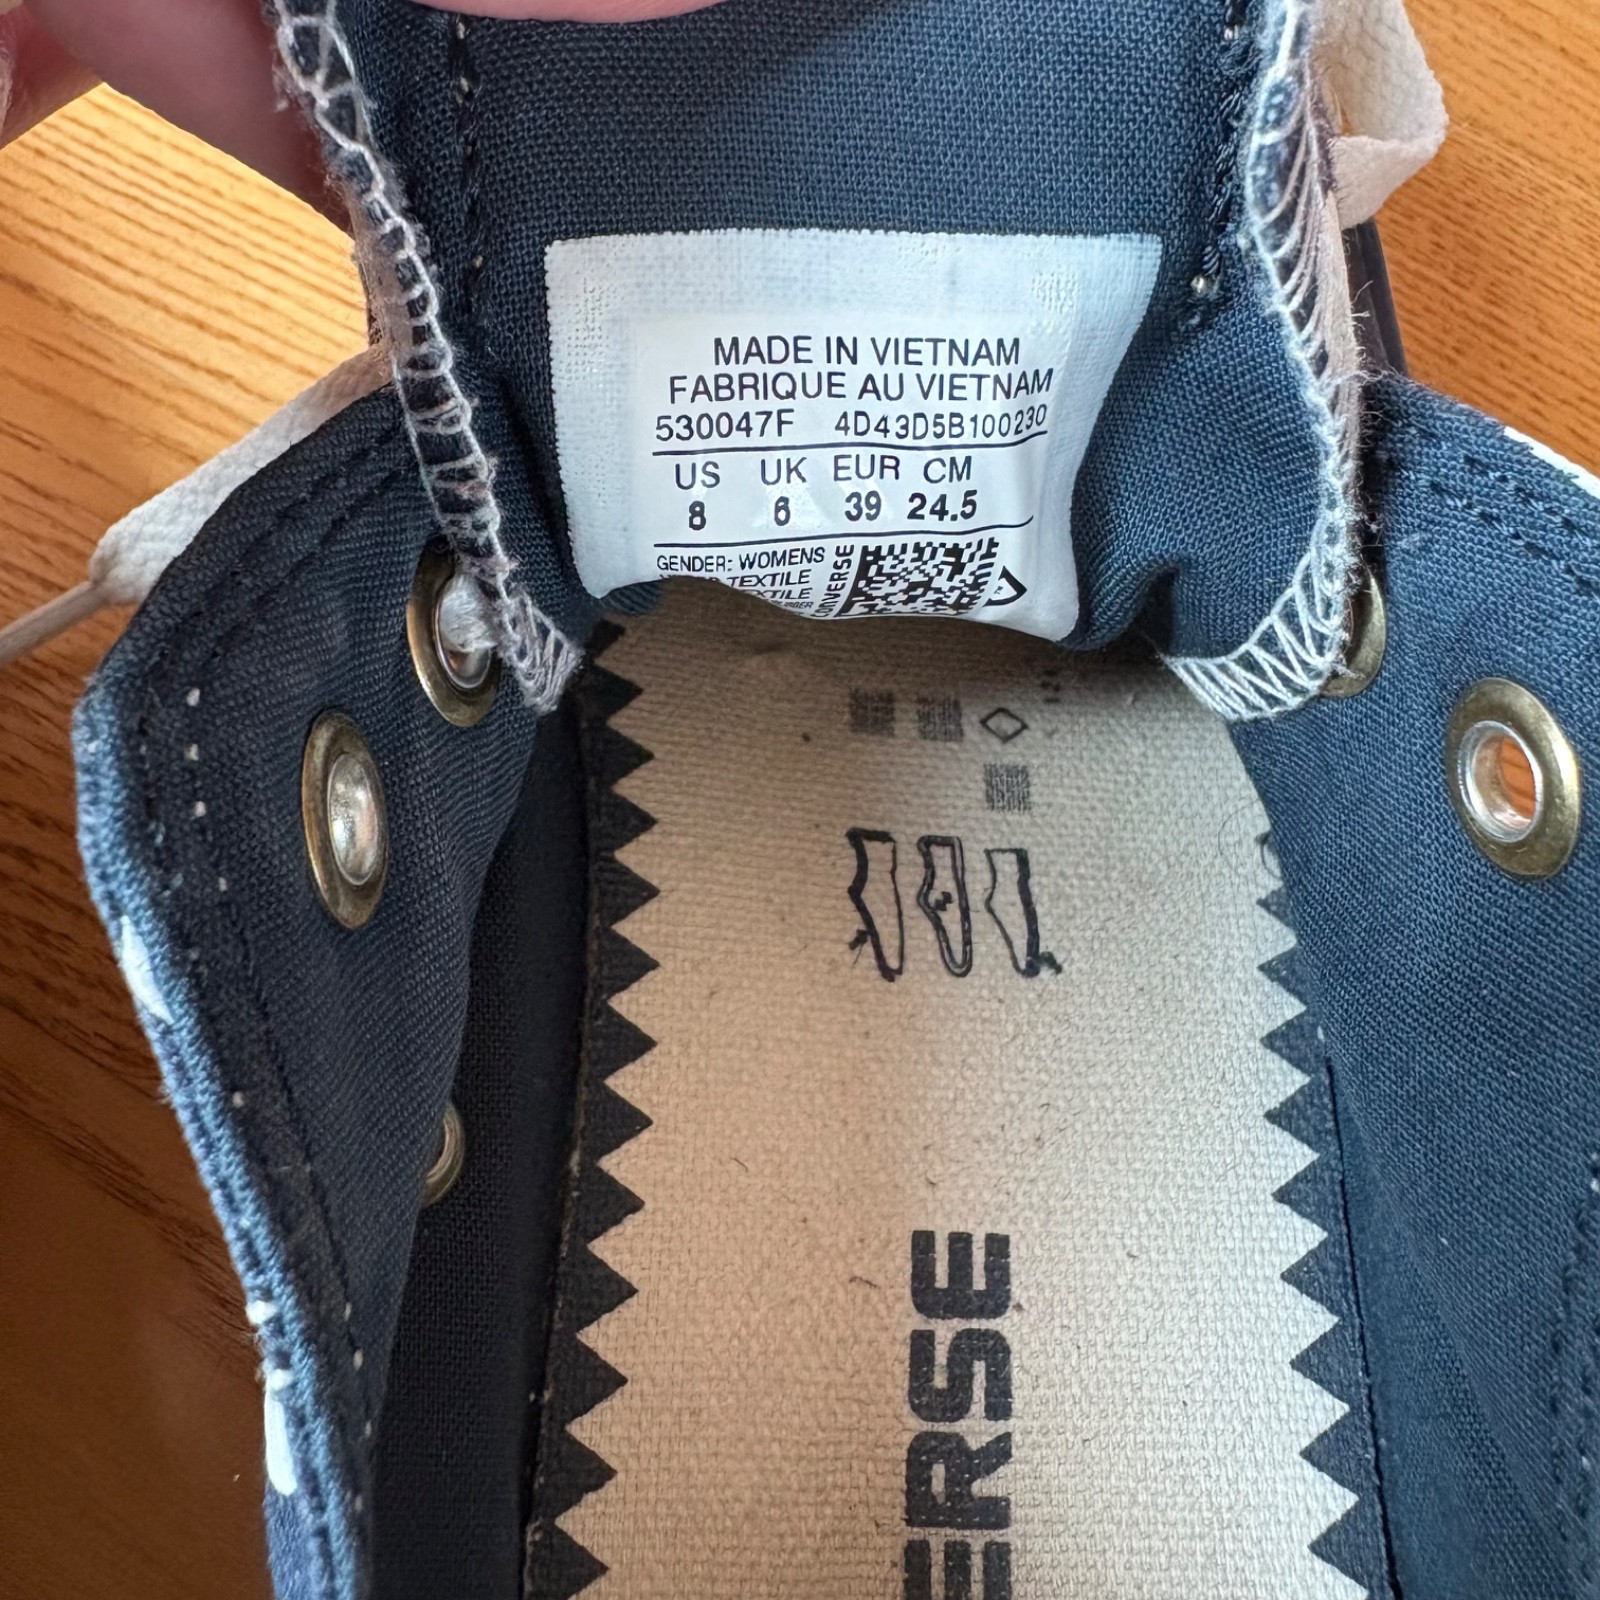 MADE IN VIETNAM
FABRIQUE AU VIETNAM
530047F 4D43D5B100230
US UK EUR CM
8 6 39 24.5
GENDER: WOMENS
TEXTILE
CONVERSE
ERSE